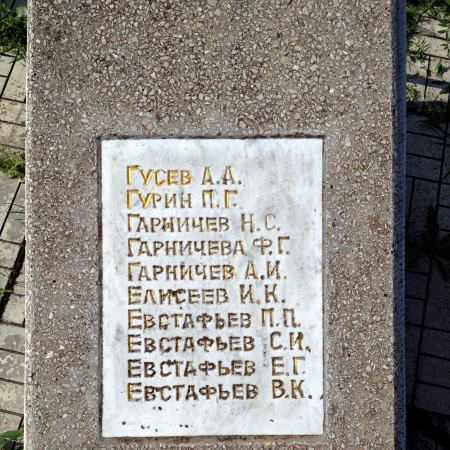 ГУСЕВ А.А.
ГУРИН П.Г.
ГАРНИЧЕВ Н.С.
ГАРНИЧЕВА Ф.Г.
ГАРНИЧЕВ А.И.
ЕЛИСЕЕВ И.К.
ЕВСТАФЬЕВ П.П.
ЕВСТАФЬЕВ С.И.
ЕВСТАФЬЕВ Е.Г.
ЕВСТАФЬЕВ В.К.